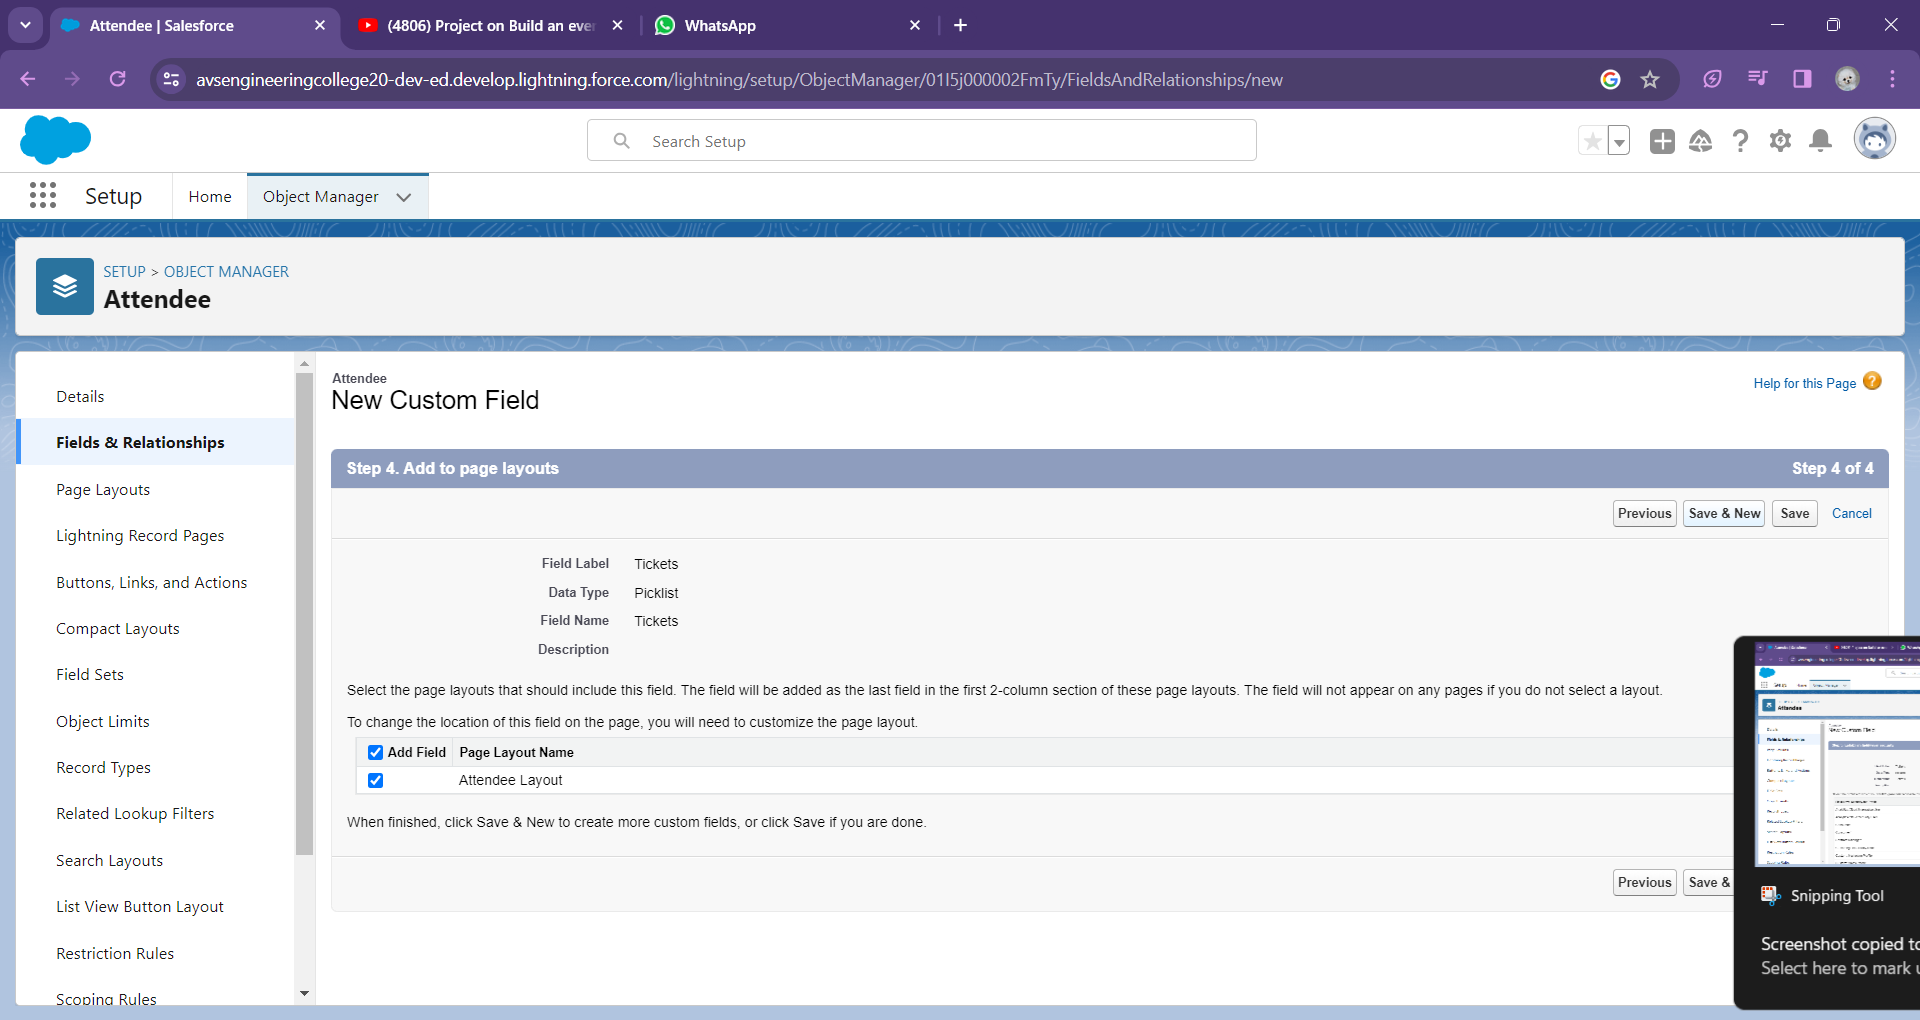 Attendee | Salesforce
(4806) Project on Build an eve
WhatsApp
avsengineeringcollege20-dev-ed.develop.lightning.force.com/lightning/setup/ObjectManager/01I5j000002FmTy/FieldsAndRelationships/new
Search Setup
Setup
Home
Object Manager
SETUP > OBJECT MANAGER
Attendee
Details
Fields & Relationships
Page Layouts
Lightning Record Pages
Buttons, Links, and Actions
Compact Layouts
Field Sets
Object Limits
Record Types
Related Lookup Filters
Search Layouts
List View Button Layout
Restriction Rules
Scoping Rules
Attendee
New Custom Field
Help for this Page
Step 4. Add to page layouts
Step 4 of 4
Previous
Save & New
Save
Cancel
Field Label Tickets
Data Type Picklist
Field Name Tickets
Description
Select the page layouts that should include this field. The field will be added as the last field in the first 2-column section of these page layouts. The field will not appear on any pages if you do not select a layout.
To change the location of this field on the page, you will need to customize the page layout.
Add Field Page Layout Name
Attendee Layout
When finished, click Save & New to create more custom fields, or click Save if you are done.
Previous
Save &
Snipping Tool
Screenshot copied to
Select here to mark